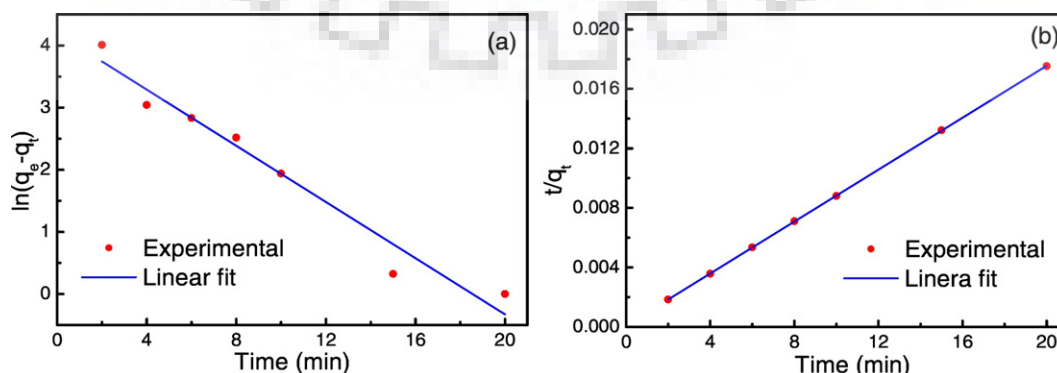 (a)
4
3
2
1
0
ln(q_e-q_t)
Experimental
Linear fit
0 4 8 12 16 20
Time (min)
(b)
0.020
0.016
0.012
0.008
0.004
0.000
t/q_t
Experimental
Linera fit
0 4 8 12 16 20
Time (min)